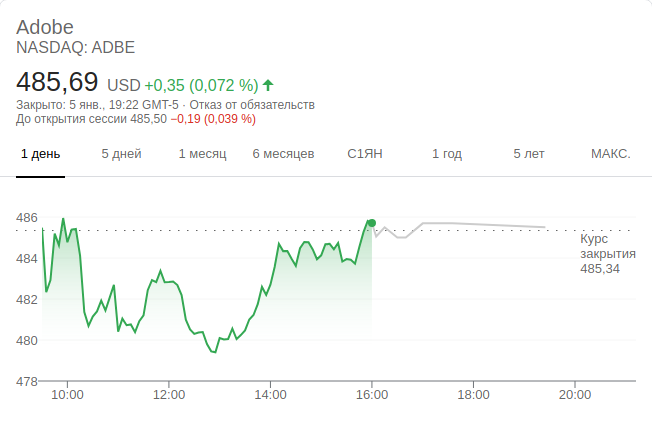 Adobe
NASDAQ: ADBE
485,69 USD +0,35 (0,072 %)
Закрыто: 5 янв., 19:22 GMT-5 · Отказ от обязательств
До открытия сессии 485,50 −0,19 (0,039 %)
1 день 5 дней 1 месяц 6 месяцев С1ЯН 1 год 5 лет МАКС.
486
484
482
480
478
Курс
закрытия
485,34
10:00 12:00 14:00 16:00 18:00 20:00